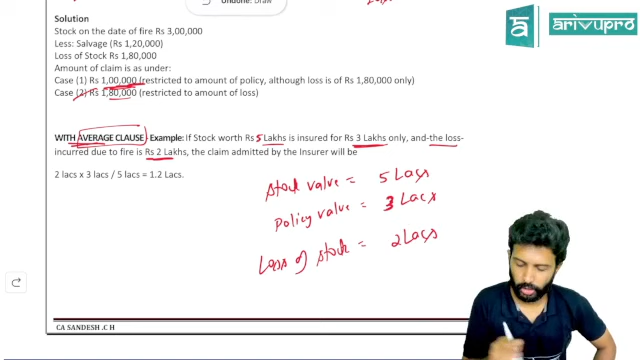 Undone: Draw
arivupro
Solution
Stock on the date of fire Rs 3,00,000
Less: Salvage (Rs 1,20,000)
Loss of Stock Rs 1,80,000
Amount of claim is as under:
Case (1) Rs 1,00,000 (restricted to amount of policy, although loss is of Rs 1,80,000 only)
Case (2) Rs 1,80,000 (restricted to amount of loss)
WITH AVERAGE CLAUSE - Example: If Stock worth Rs 5 Lakhs is insured for Rs 3 Lakhs only, and the loss
incurred due to fire is Rs 2 Lakhs, the claim admitted by the Insurer will be
2 lacs x 3 lacs / 5 lacs = 1.2 Lacs.
Stock value = 5 Lacs
Policy value = 3 Lacs
Loss of stock = 2 Lacs
CA SANDESH .C H